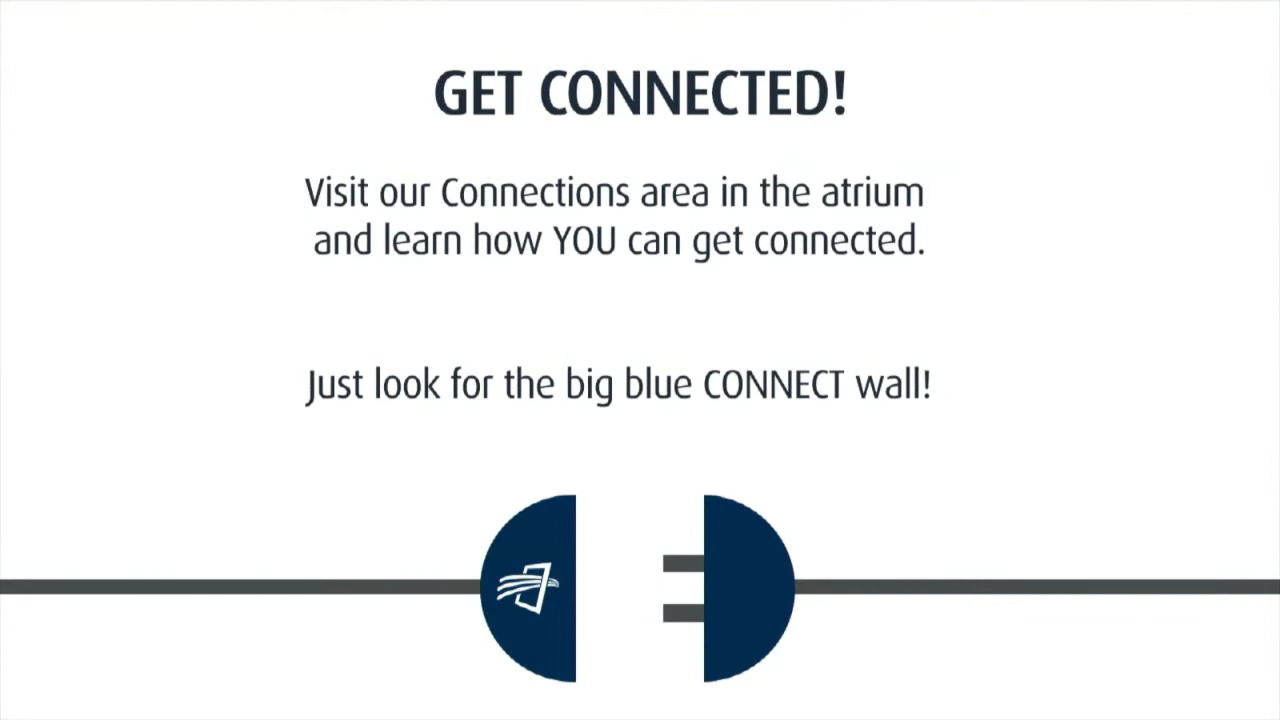 GET CONNECTED!
Visit our Connections area in the atrium
and learn how YOU can get connected.
Just look for the big blue CONNECT wall!